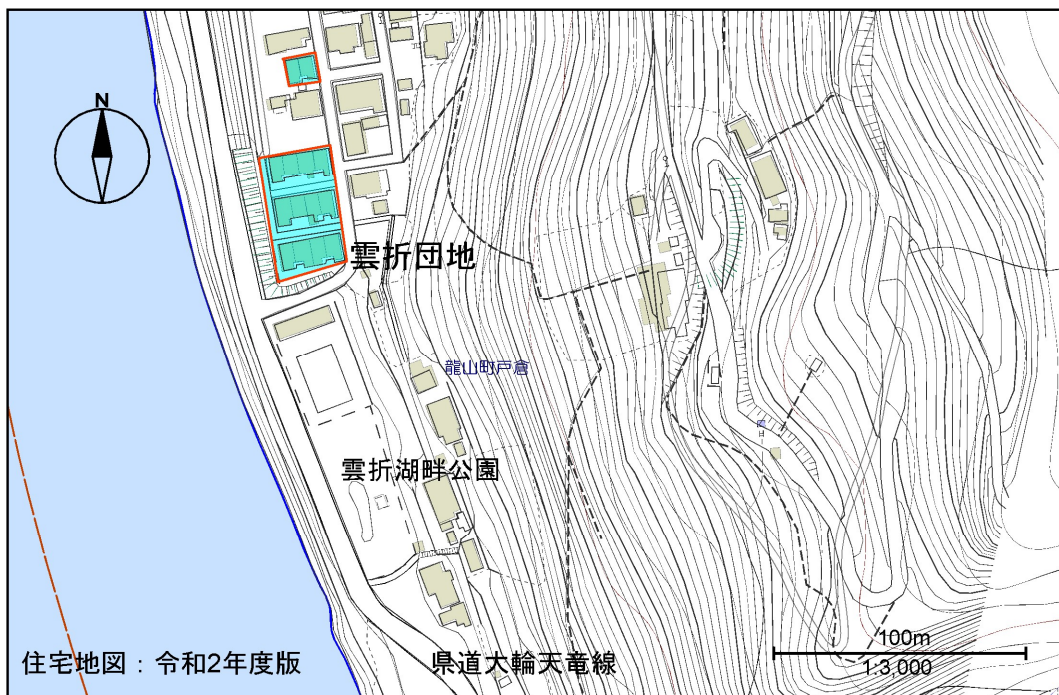 N
雲折団地
龍山町戸倉
雲折湖畔公園
住宅地図：令和2年度版
県道大輪天竜線
100m
1:3,000